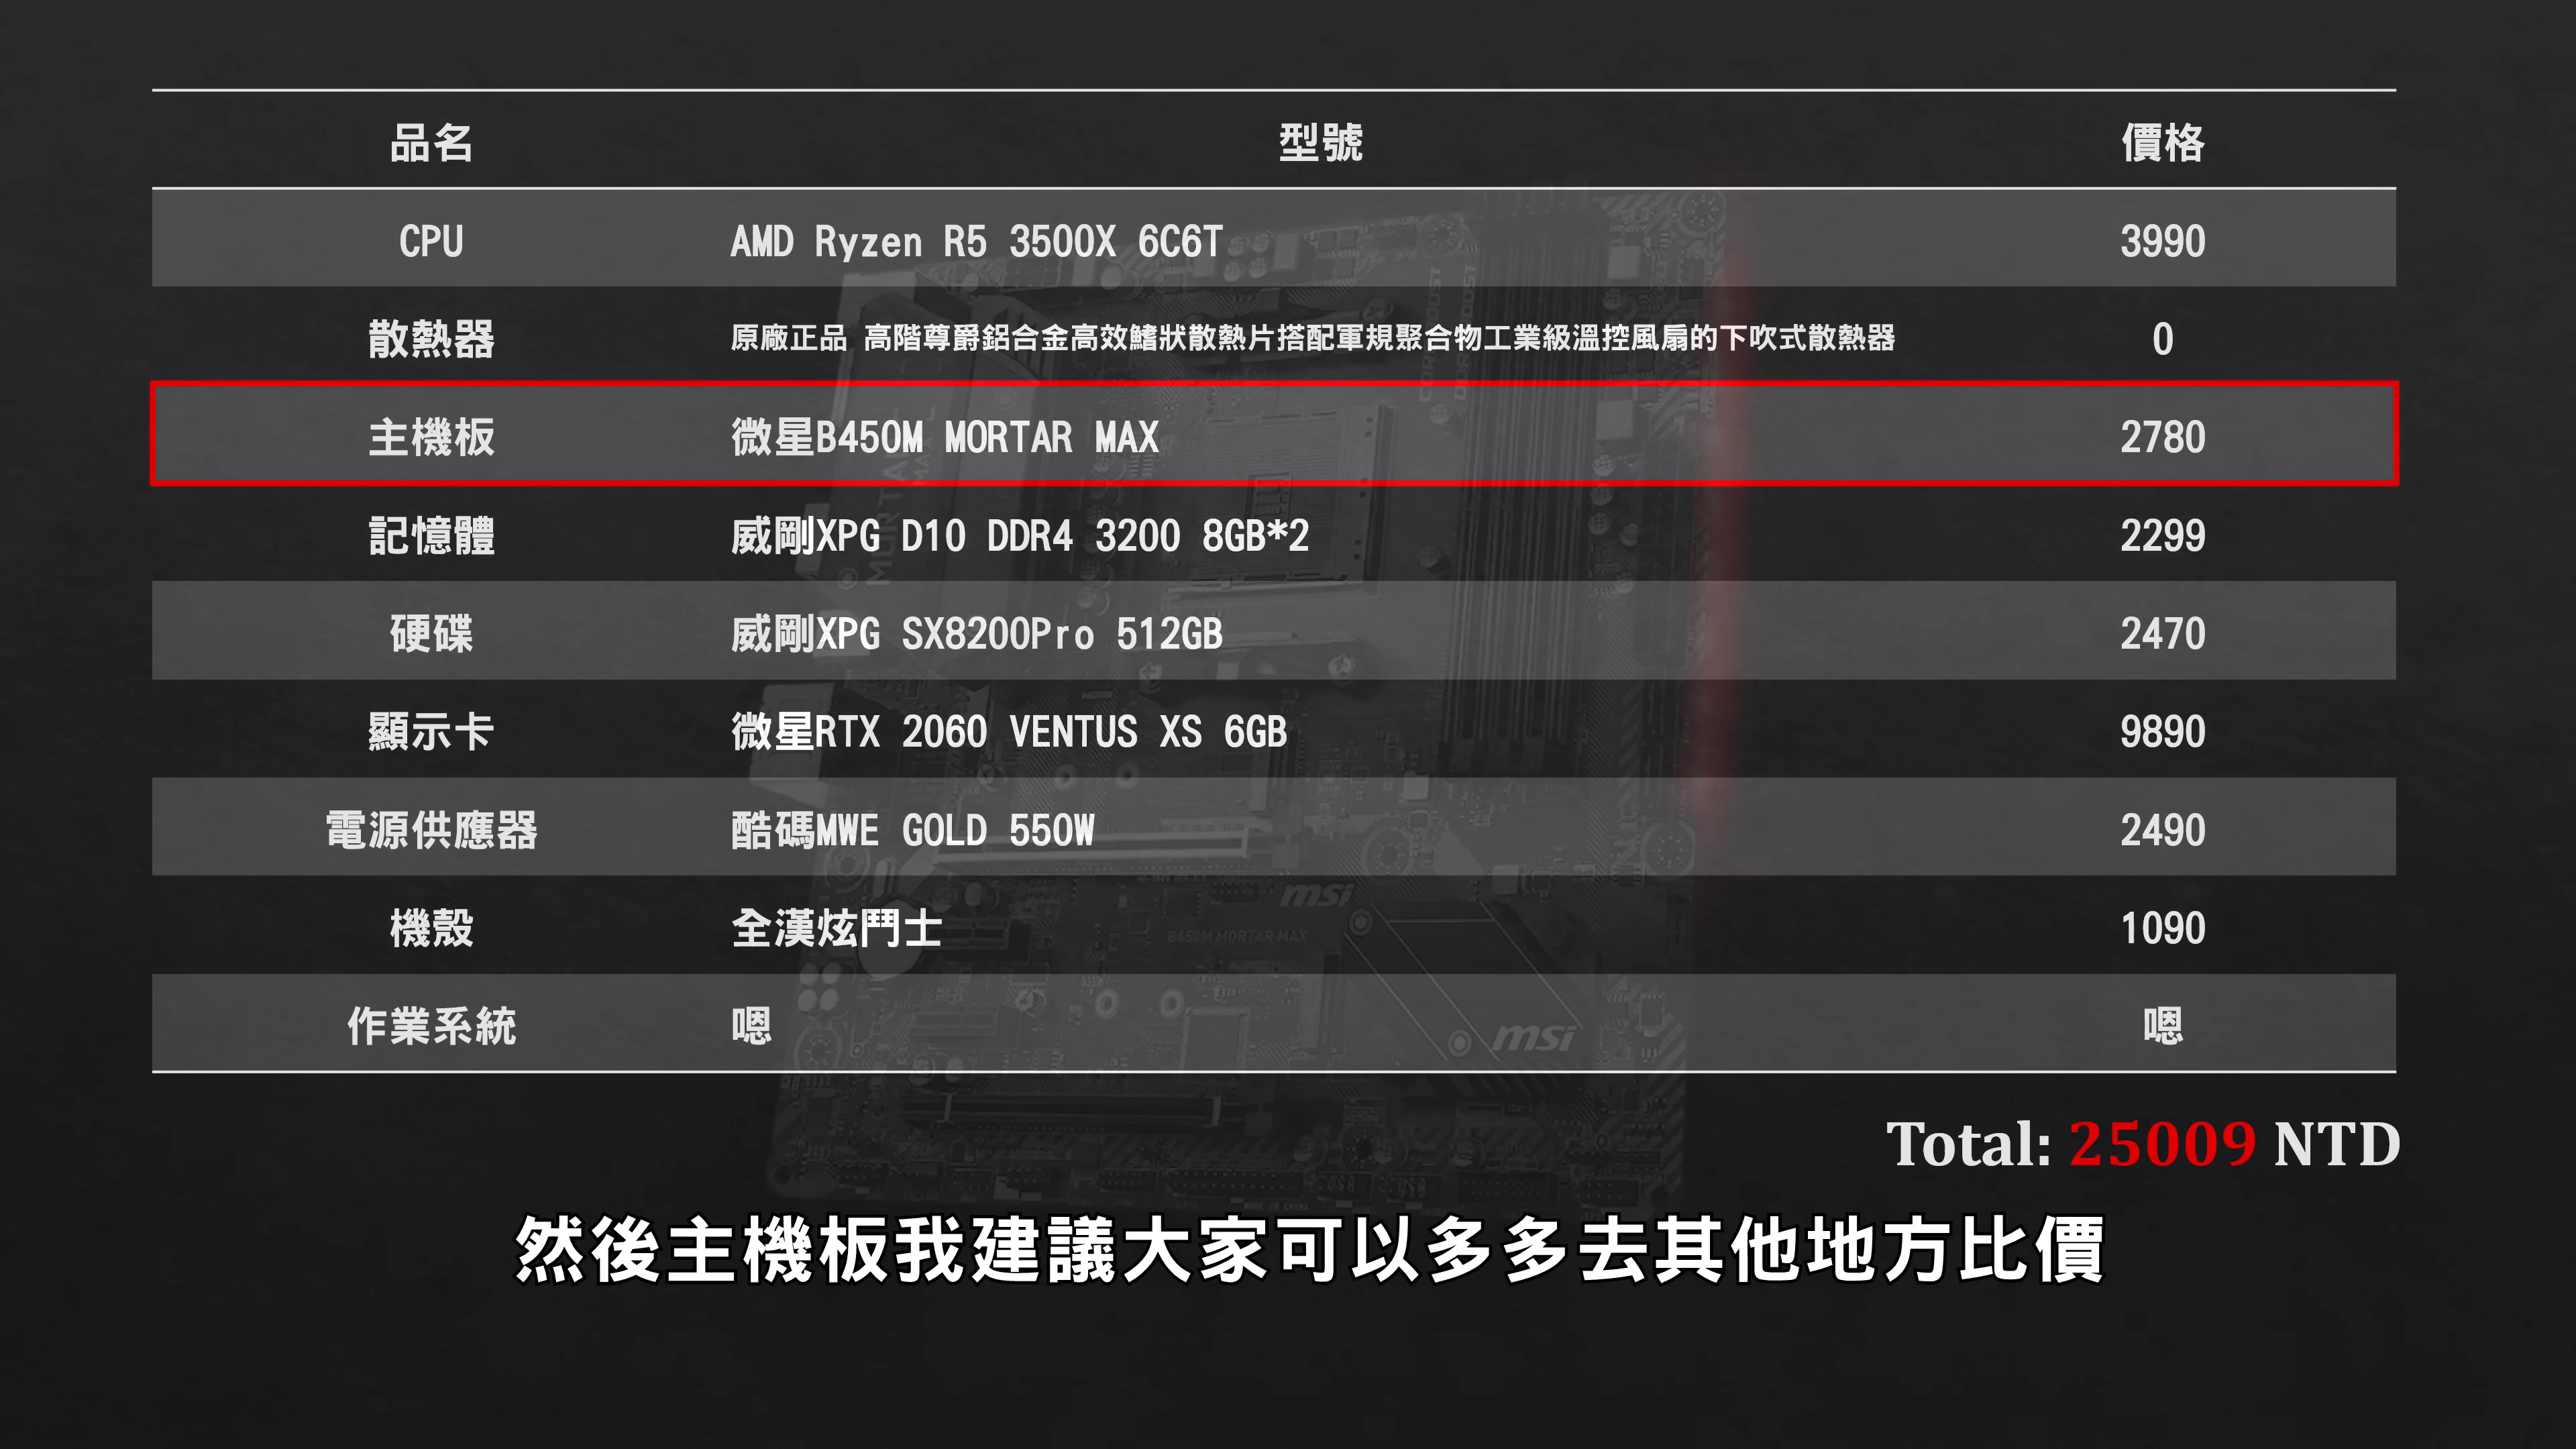 品名 型號 價格
CPU AMD Ryzen R5 3500X 6C6T 3990
散熱器 原廠正品 高階尊爵鋁合金高效鰭狀散熱片搭配軍規聚合物工業級溫控風扇的下吹式散熱器 0
主機板 微星B450M MORTAR MAX 2780
記憶體 威剛XPG D10 DDR4 3200 8GB*2 2299
硬碟 威剛XPG SX8200Pro 512GB 2470
顯示卡 微星RTX 2060 VENTUS XS 6GB 9890
電源供應器 酷碼MWE GOLD 550W 2490
msi
機殼 全漢炫鬥士 1090
B450M MORTAR MAX
作業系統 嗯 嗯
msi
Total: 25009 NTD
然後主機板我建議大家可以多多去其他地方比價